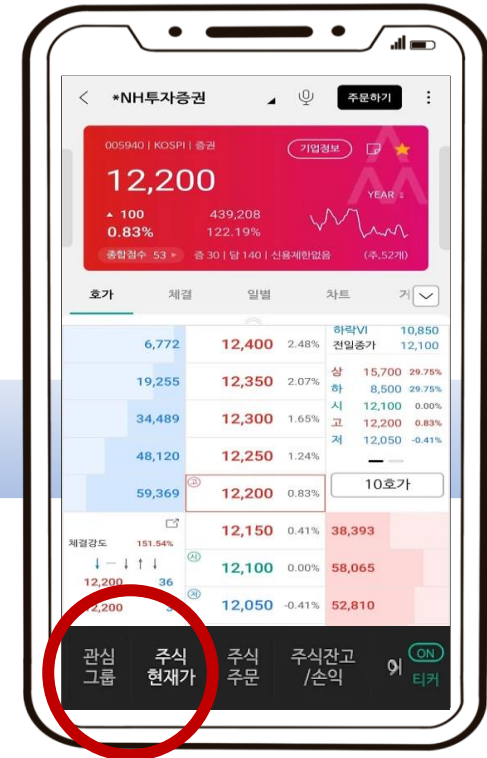 *NH투자증권 주문하기
005940 | KOSPI | 증권 기업정보
12,200
YEAR
▲ 100 439,208
0.83% 122.19%
종합점수 53 증 30 | 담 140 | 신용제한없음 (주,52개)
호가 체결 일별 차트 거
하락VI 10,850
6,772 12,400 2.48% 전일종가 12,100
19,255 12,350 2.07% 상 15,700 29.75%
하 8,500 29.75%
34,489 12,300 1.65% 시 12,100 0.00%
고 12,200 0.83%
48,120 12,250 1.24% 저 12,050 -0.41%
59,369 고 12,200 0.83% 10호가
12,150 0.41% 38,393
체결강도 151.54%
↓ − ↓ ↑ ↓ 시 12,100 0.00% 58,065
12,200 36
12,200 저 12,050 -0.41% 52,810
관심그룹 주식현재가 주식주문 주식잔고/손익 ON 티커